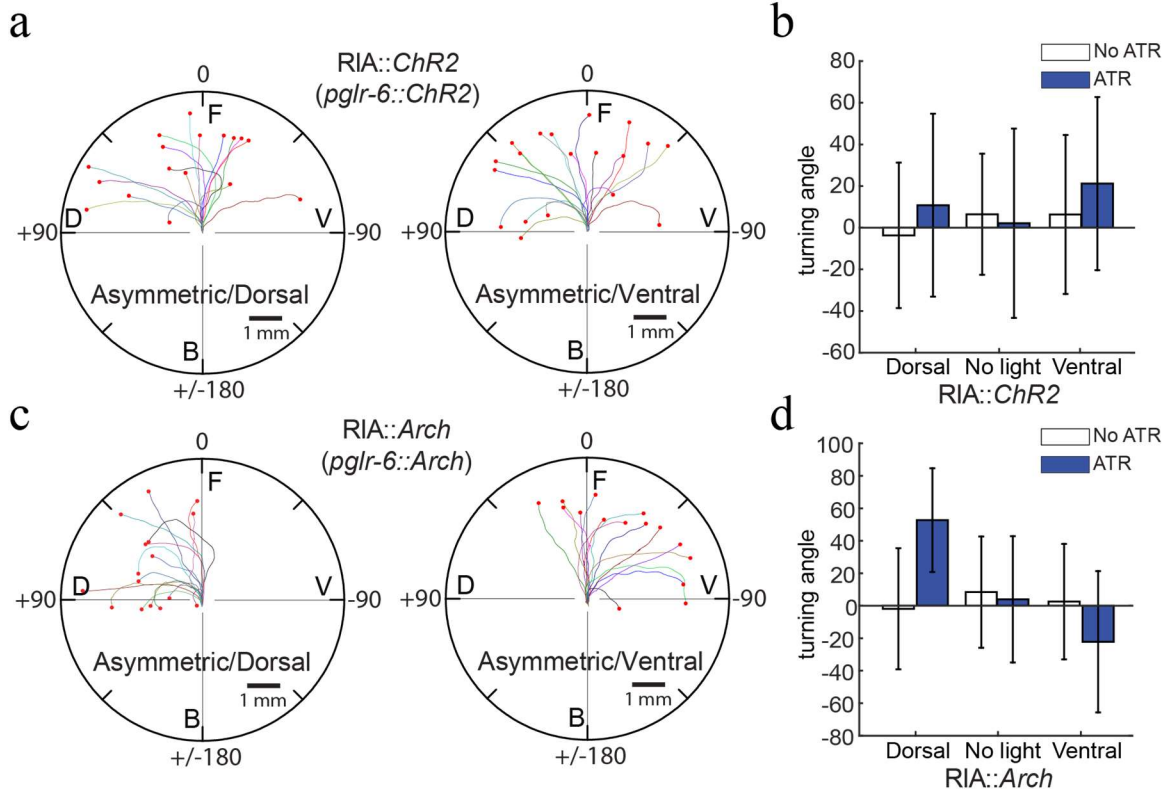 a
RIA::ChR2
(pglr-6::ChR2)
0
F
D
V
+90
-90
Asymmetric/Dorsal
1 mm
B
+/-180
0
F
D
V
+90
-90
Asymmetric/Ventral
1 mm
B
+/-180
b
No ATR
ATR
turning angle
80
60
40
20
0
-20
-40
-60
Dorsal No light Ventral
RIA::ChR2
c
RIA::Arch
(pglr-6::Arch)
0
F
D
V
+90
-90
Asymmetric/Dorsal
1 mm
B
+/-180
0
F
D
V
+90
-90
Asymmetric/Ventral
1 mm
B
+/-180
d
No ATR
ATR
turning angle
100
80
60
40
20
0
-20
-40
-60
-80
Dorsal No light Ventral
RIA::Arch